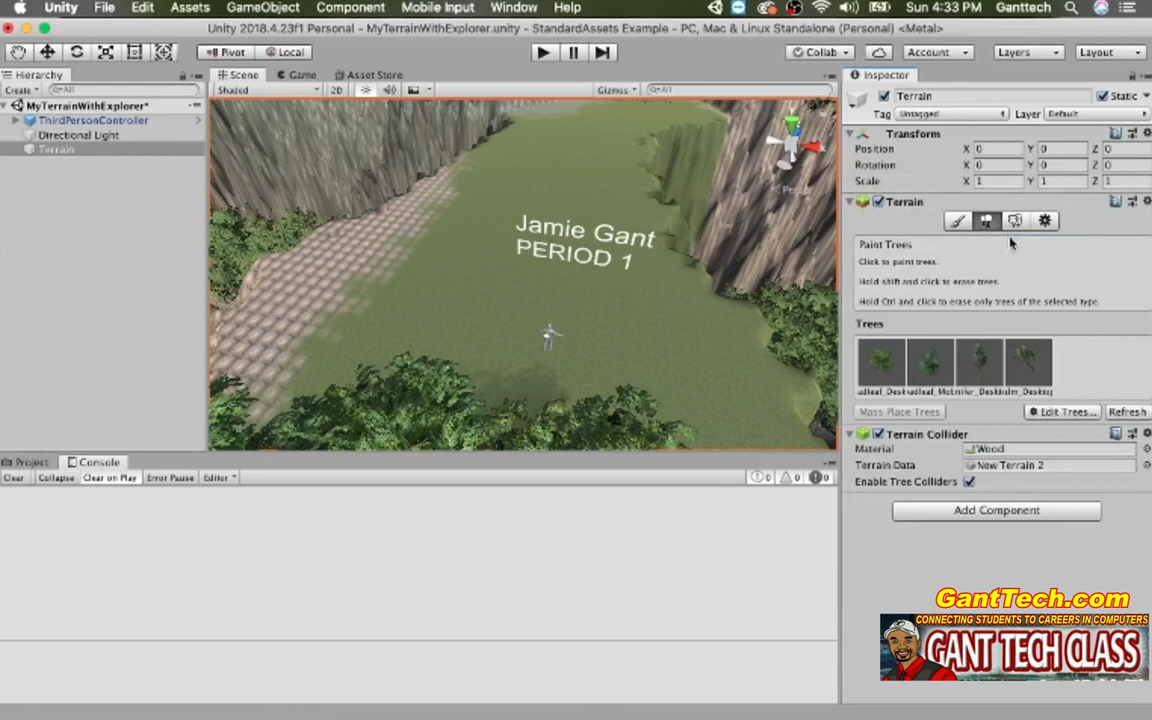 Unity File Edit Assets GameObject Component Mobile Input Window Help Sun 4:33 PM Ganttech
Unity 2018.4.23f1 Personal - MyTerrainWithExplorer.unity - StandardAssets Example - PC, Mac & Linux Standalone (Personal) <Metal>
Pivot Local Collab Account Layers Layout
Hierarchy Scene Game Asset Store Inspector
Create All Shaded 2D Gizmos All
MyTerrainWithExplorer*
ThirdPersonController
Directional Light
Terrain
Persp
Jamie Gant
PERIOD 1
Terrain Static
Tag Untagged Layer Default
Transform
Position X 0 Y 0 Z 0
Rotation X 0 Y 0 Z 0
Scale X 1 Y 1 Z 1
Terrain
Paint Trees
Click to paint trees.
Hold shift and click to erase trees.
Hold Ctrl and click to erase only trees of the selected type.
Trees
Mass Place Trees Edit Trees... Refresh
Terrain Collider
Material Wood
Terrain Data New Terrain 2
Enable Tree Colliders
Add Component
Project Console
Clear Collapse Clear on Play Error Pause Editor 0 0 0
GantTech.com
CONNECTING STUDENTS TO CAREERS IN COMPUTERS
GANT TECH CLASS